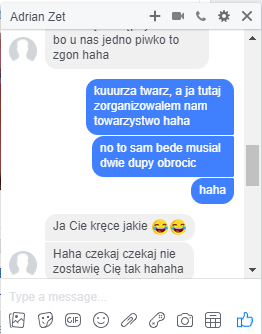 Adrian Zet
bo u nas jedno piwko to
zgon haha
kuuurza twarz, a ja tutaj
zorganizowalem nam
towarzystwo haha
no to sam bede musial
dwie dupy obrocic
haha
Ja Cie kręce jakie 😂😂
Haha czekaj czekaj nie
zostawię Cię tak hahaha
Type a message...
GIF